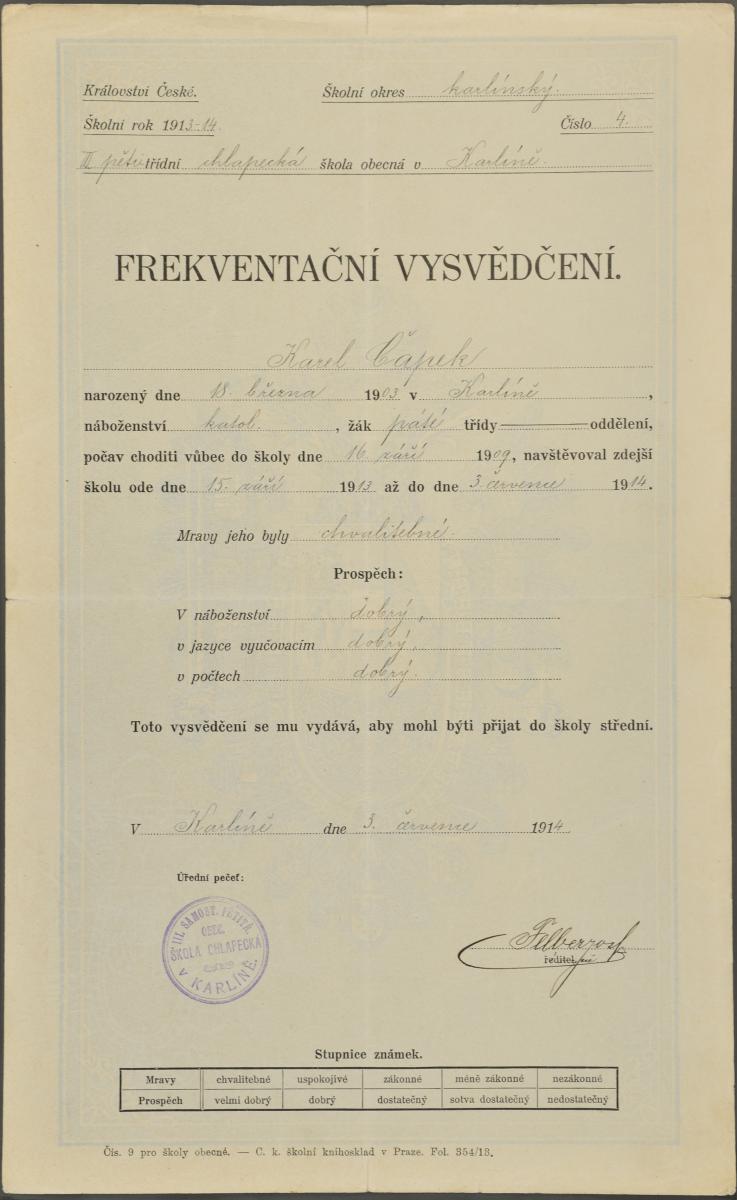 Království České. Školní okres karlínský.
Školní rok 1913-14. Číslo 4.
III pětitřídní chlapecká škola obecná v Karlíně.
FREKVENTAČNÍ VYSVĚDČENÍ.
Karel Čápek
narozený dne 18. března 1903 v Karlíně,
náboženství katol., žák páté třídy oddělení,
počav choditi vůbec do školy dne 16. září 1909, navštěvoval zdejší
školu ode dne 15. září 1913 až do dne 3. července 1914.
Mravy jeho byly chvalitebné.
Prospěch:
V náboženství dobrý,
v jazyce vyučovacím dobrý,
v počtech dobrý.
Toto vysvědčení se mu vydává, aby mohl býti přijat do školy střední.
V Karlíně dne 3. července 1914
Úřední pečeť:
III. SAMOST. PĚTITŘ.
OBEC.
ŠKOLA CHLAPECKÁ
V KARLÍNĚ.
ředitel
Stupnice známek.
Mravy chvalitebné uspokojivé zákonné méně zákonné nezákonné
Prospěch velmi dobrý dobrý dostatečný sotva dostatečný nedostatečný
Čís. 9 pro školy obecné. — C. k. školní knihosklad v Praze. Fol. 354/13.